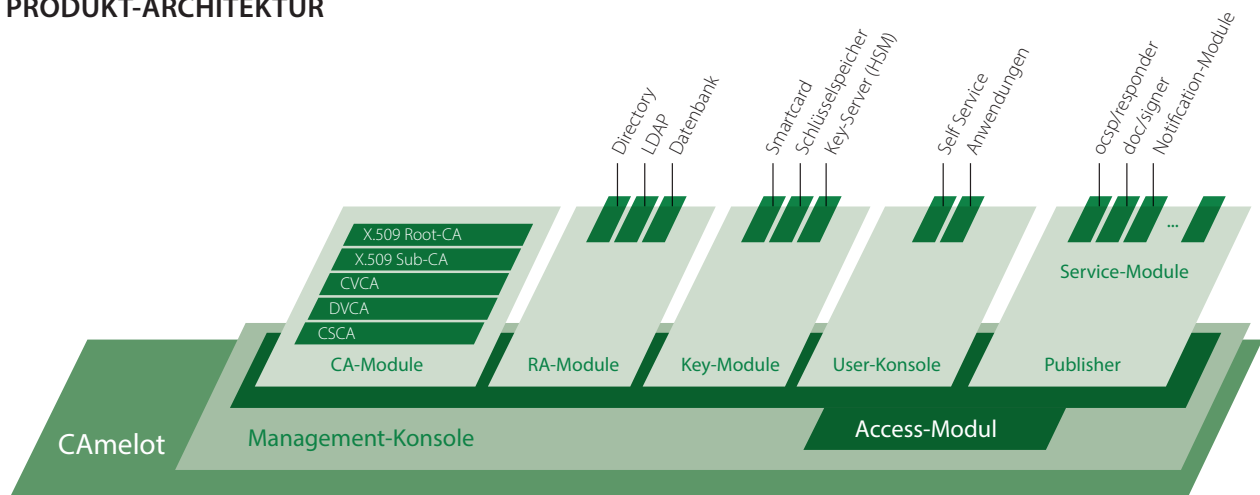 PRODUKT-ARCHITEKTUR
Directory
LDAP
Datenbank
Smartcard
Schlüsselspeicher
Key-Server (HSM)
Self Service
Anwendungen
ocsp/responder
doc/signer
Notification-Module
...
X.509 Root-CA
X.509 Sub-CA
CVCA
DVCA
CSCA
CA-Module
RA-Module
Key-Module
User-Konsole
Service-Module
Publisher
CAmelot
Management-Konsole
Access-Modul